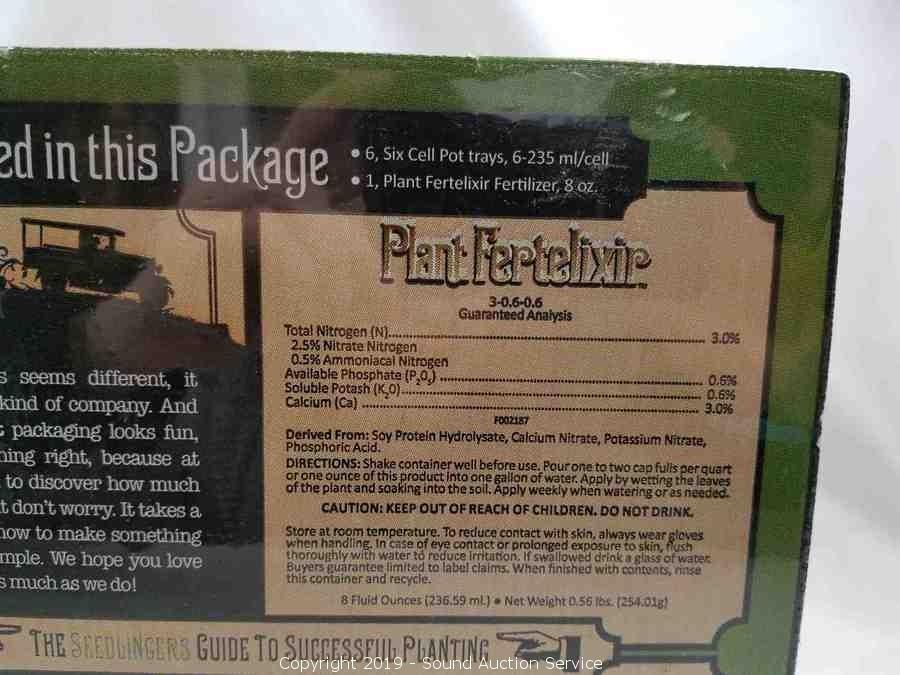 ed in this Package
• 6, Six Cell Pot trays, 6-235 ml/cell
• 1, Plant Fertelixir Fertilizer, 8 oz.
Plant Fertelixir™
3-0.6-0.6
Guaranteed Analysis
Total Nitrogen (N)........ 3.0%
2.5% Nitrate Nitrogen
0.5% Ammoniacal Nitrogen
Available Phosphate (P₂O₅) ........ 0.6%
Soluble Potash (K₂O)........ 0.6%
Calcium (Ca) ........ 3.0%
F002187
Derived From: Soy Protein Hydrolysate, Calcium Nitrate, Potassium Nitrate,
Phosphoric Acid.
DIRECTIONS: Shake container well before use. Pour one to two cap fulls per quart
or one ounce of this product into one gallon of water. Apply by wetting the leaves
of the plant and soaking into the soil. Apply weekly when watering or as needed.
CAUTION: KEEP OUT OF REACH OF CHILDREN. DO NOT DRINK.
Store at room temperature. To reduce contact with skin, always wear gloves
when handling. In case of eye contact or prolonged exposure to skin, flush
thoroughly with water to reduce irritation. If swallowed drink a glass of water.
Buyers guarantee limited to label claims. When finished with contents, rinse
this container and recycle.
8 Fluid Ounces (236.59 ml.) • Net Weight 0.56 lbs. (254.01g)
s seems different, it
kind of company. And
t packaging looks fun,
ning right, because at
to discover how much
t don't worry. It takes a
how to make something
mple. We hope you love
s much as we do!
THE SEEDLINGERS GUIDE TO SUCCESSFUL PLANTING
Copyright 2019 - Sound Auction Service